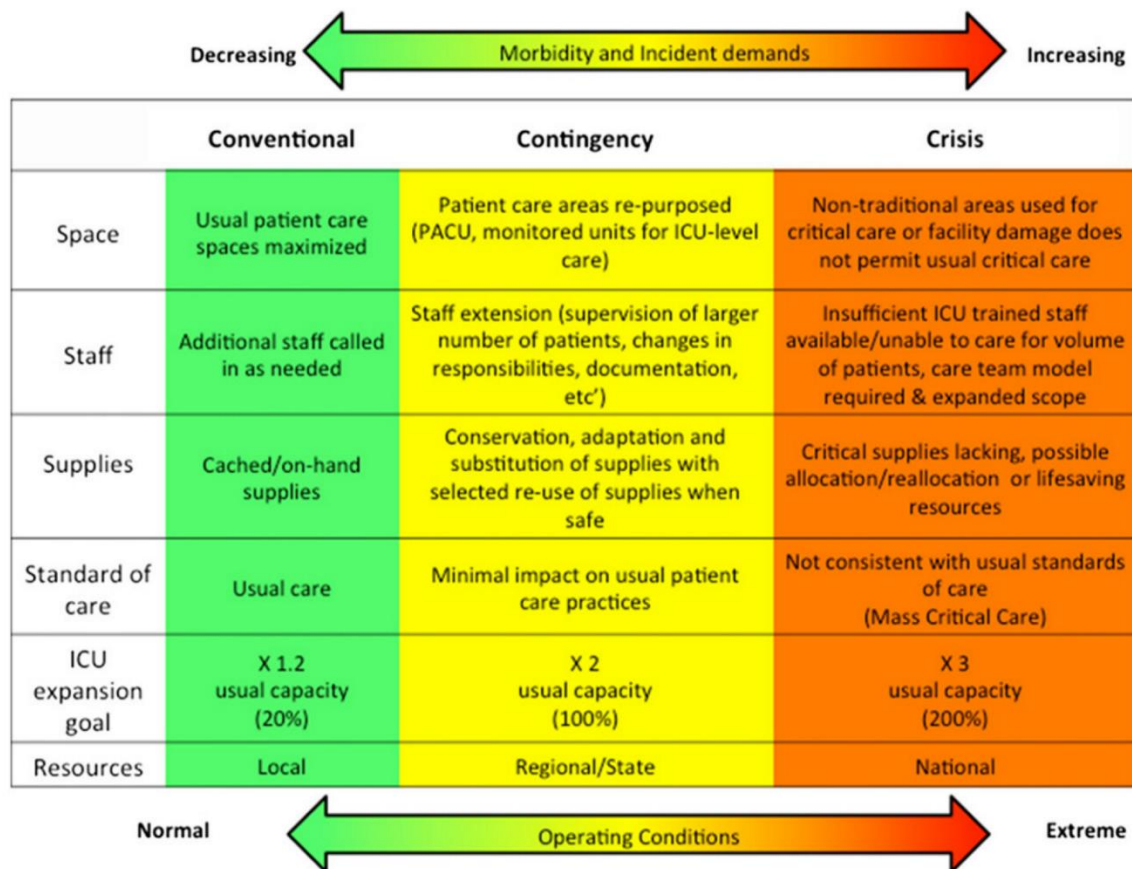 Decreasing
Morbidity and Incident demands
Increasing
Conventional
Contingency
Crisis
Space
Usual patient care
spaces maximized
Patient care areas re-purposed
(PACU, monitored units for ICU-level
care)
Non-traditional areas used for
critical care or facility damage does
not permit usual critical care
Staff
Additional staff called
in as needed
Staff extension (supervision of larger
number of patients, changes in
responsibilities, documentation,
etc’)
Insufficient ICU trained staff
available/unable to care for volume
of patients, care team model
required & expanded scope
Supplies
Cached/on-hand
supplies
Conservation, adaptation and
substitution of supplies with
selected re-use of supplies when
safe
Critical supplies lacking, possible
allocation/reallocation or lifesaving
resources
Standard of
care
Usual care
Minimal impact on usual patient
care practices
Not consistent with usual standards
of care
(Mass Critical Care)
ICU
expansion
goal
X 1.2
usual capacity
(20%)
X 2
usual capacity
(100%)
X 3
usual capacity
(200%)
Resources
Local
Regional/State
National
Normal
Operating Conditions
Extreme